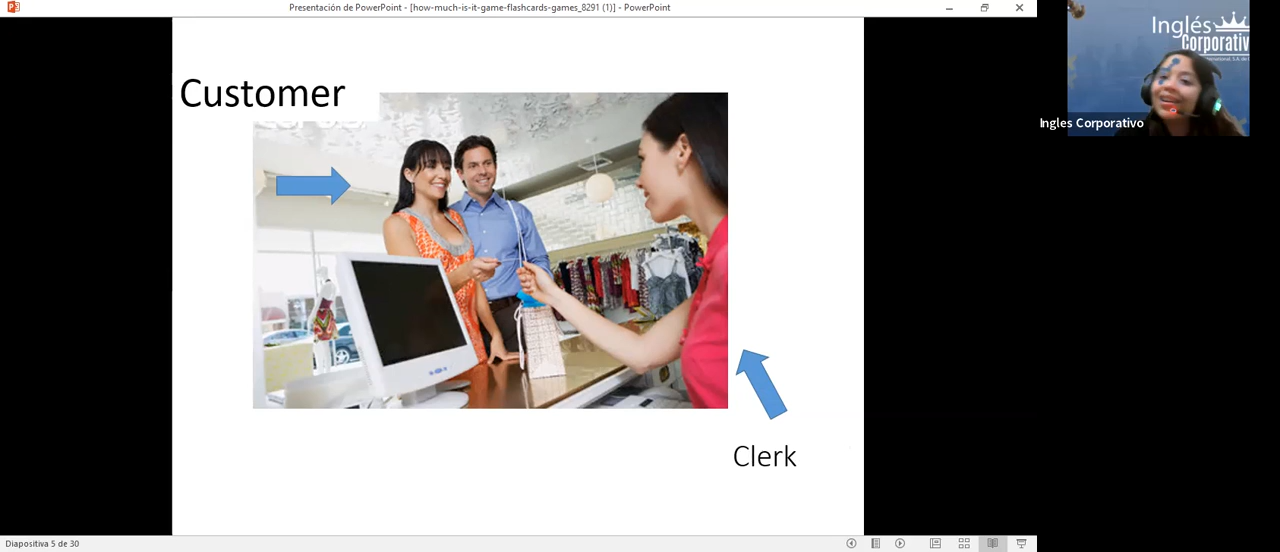 Presentación de PowerPoint - [how-much-is-it-game-flashcards-games_8291 (1)] - PowerPoint
Customer
Clerk
Inglés
Corporativ
Ingles Corporativo
Diapositiva 5 de 30